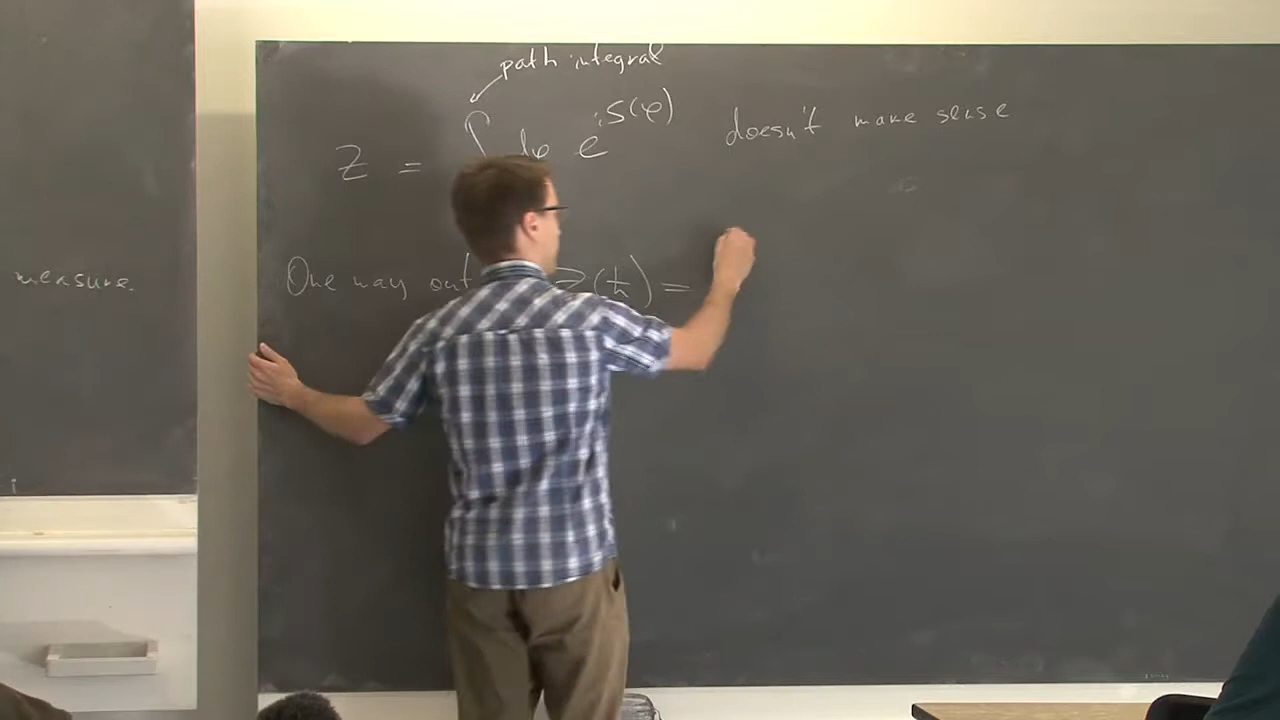 measure.
path integral
Z = ∫ dφ e^{iS(φ)} doesn't make sense
One way out Z(ħ) =